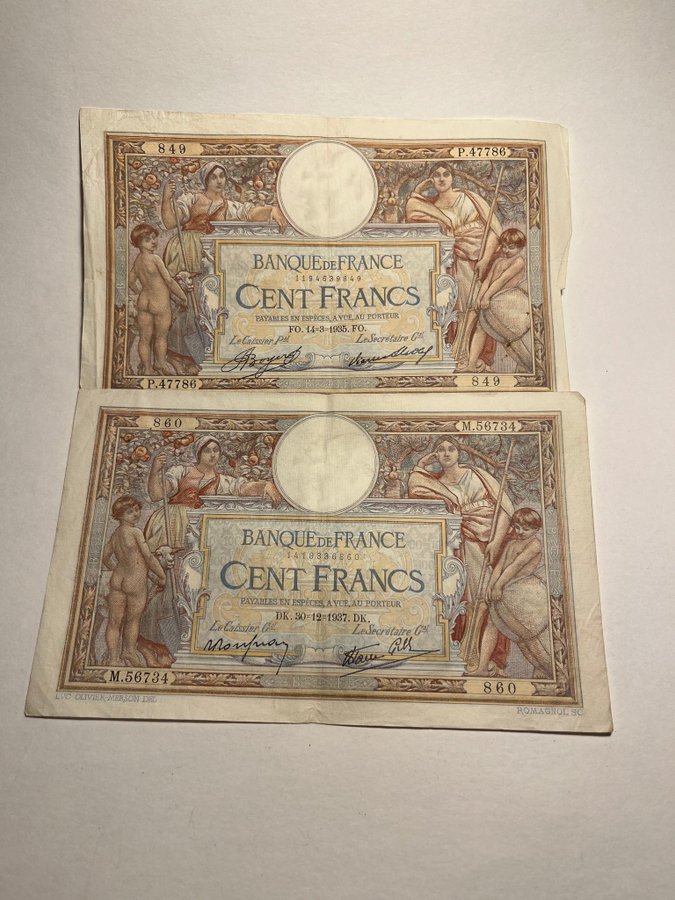 849 P.47786
BANQUE DE FRANCE
1194639849
CENT FRANCS
PAYABLES EN ESPÈCES, A VUE, AU PORTEUR
FO. 14=3=1935. FO.
Le Caissier Pal Le Secrétaire Gal
P.47786 849
860 M.56734
BANQUE DE FRANCE
1418336860
CENT FRANCS
PAYABLES EN ESPÈCES, A VUE, AU PORTEUR
DK. 30=12=1937. DK.
Le Caissier Gal Le Secrétaire Gal
M.56734 860
LUC OLIVIER-MERSON DEL ROMAGNOL SC